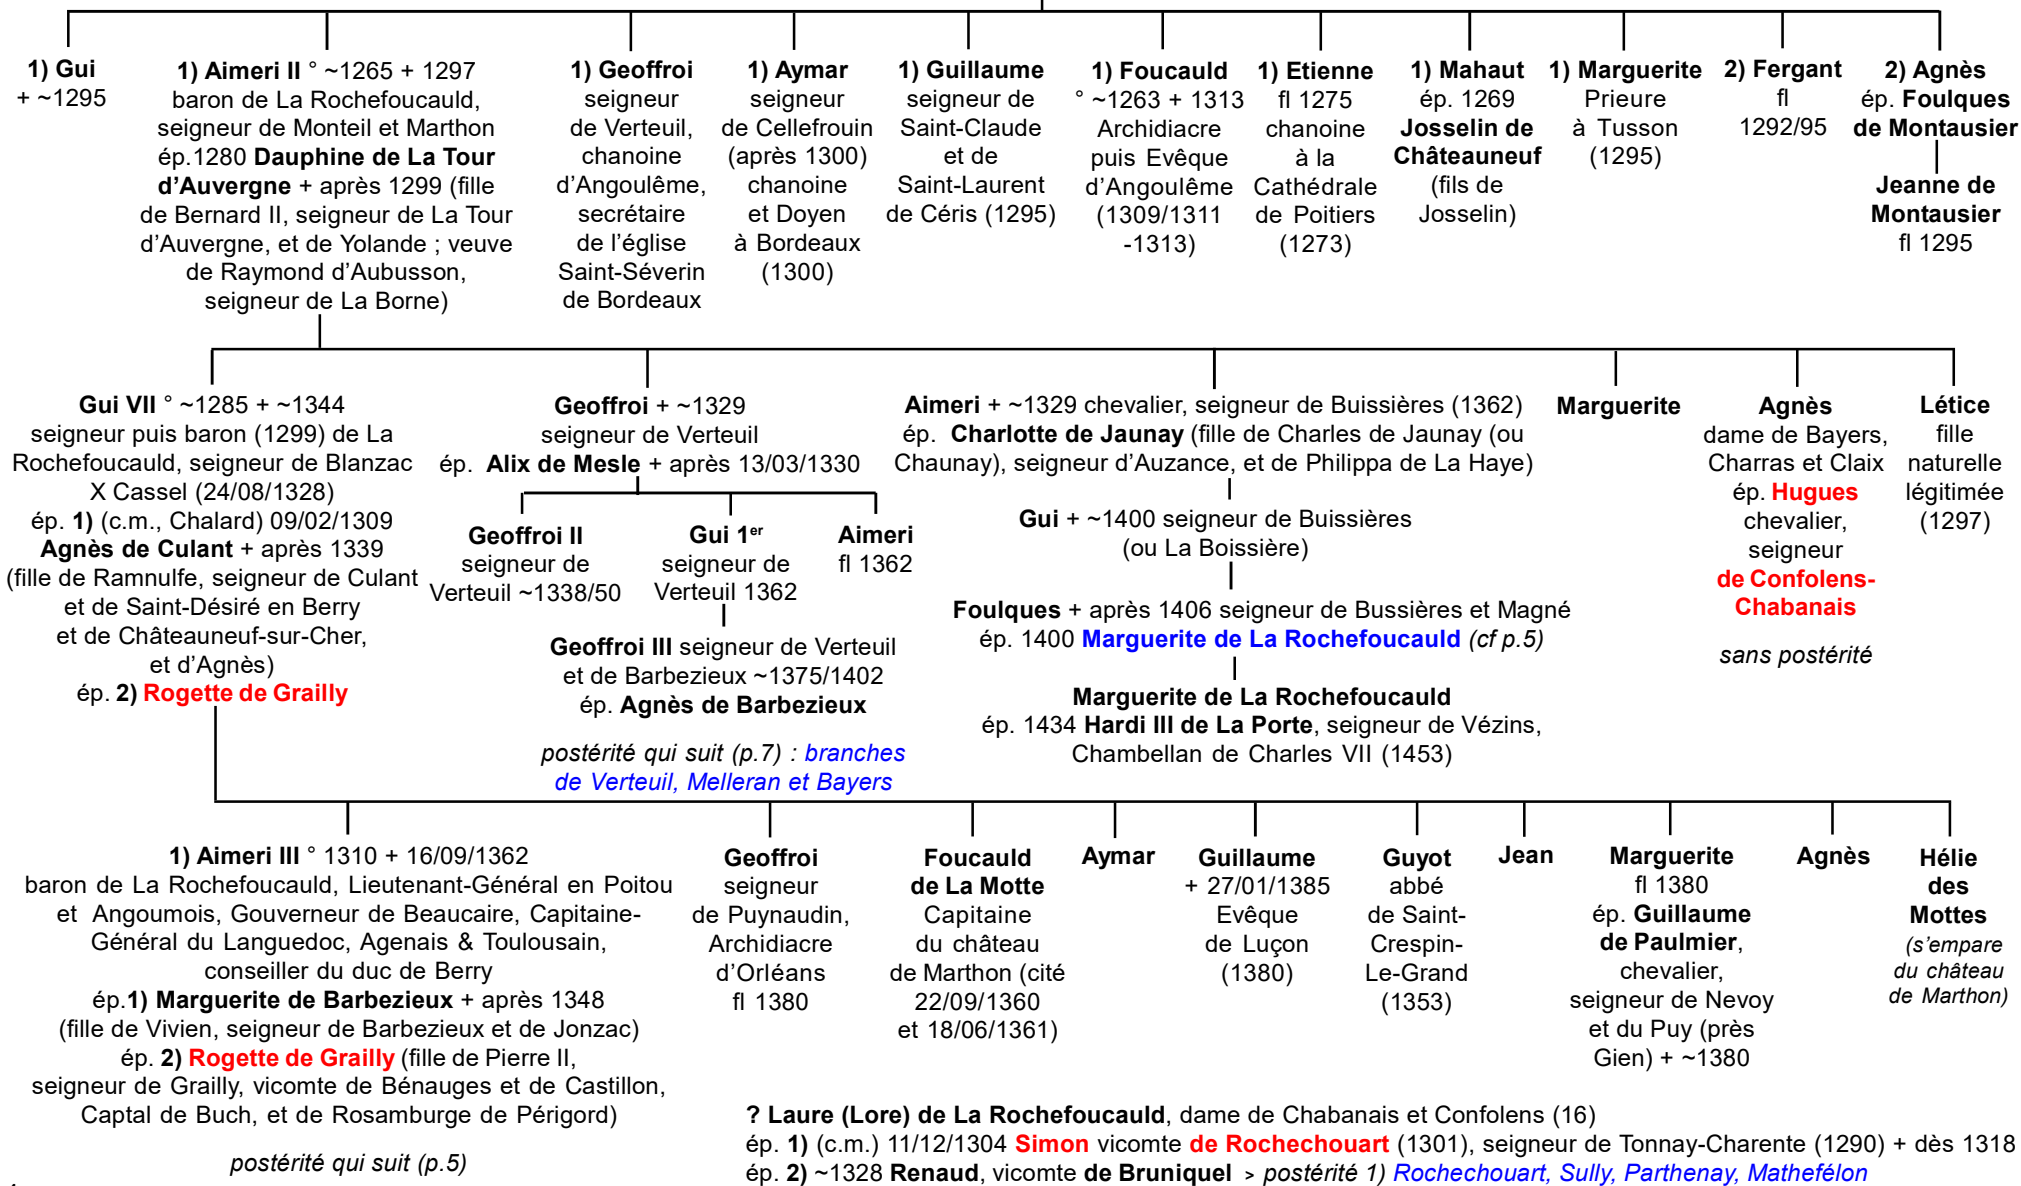 1) Gui
+ ~1295
1) Aimeri II ° ~1265 + 1297
baron de La Rochefoucauld,
seigneur de Monteil et Marthon
ép.1280 Dauphine de La Tour
d'Auvergne + après 1299 (fille
de Bernard II, seigneur de La Tour
d'Auvergne, et de Yolande ; veuve
de Raymond d'Aubusson,
seigneur de La Borne)
1) Geoffroi
seigneur
de Verteuil,
chanoine
d'Angoulême,
secrétaire
de l'église
Saint-Séverin
de Bordeaux
1) Aymar
seigneur
de Cellefrouin
(après 1300)
chanoine
et Doyen
à Bordeaux
(1300)
1) Guillaume
seigneur de
Saint-Claude
et de
Saint-Laurent
de Céris (1295)
1) Foucauld
° ~1263 + 1313
Archidiacre
puis Evêque
d'Angoulême
(1309/1311
-1313)
1) Etienne
fl 1275
chanoine
à la
Cathédrale
de Poitiers
(1273)
1) Mahaut
ép. 1269
Josselin de
Châteauneuf
(fils de
Josselin)
1) Marguerite
Prieure
à Tusson
(1295)
2) Fergant
fl
1292/95
2) Agnès
ép. Foulques
de Montausier
Jeanne de
Montausier
fl 1295
Gui VII ° ~1285 + ~1344
seigneur puis baron (1299) de La
Rochefoucauld, seigneur de Blanzac
X Cassel (24/08/1328)
ép. 1) (c.m., Chalard) 09/02/1309
Agnès de Culant + après 1339
(fille de Ramnulfe, seigneur de Culant
et de Saint-Désiré en Berry
et de Châteauneuf-sur-Cher,
et d'Agnès)
ép. 2) Rogette de Grailly
Geoffroi + ~1329
seigneur de Verteuil
ép. Alix de Mesle + après 13/03/1330
Geoffroi II
seigneur de
Verteuil ~1338/50
Gui 1er
seigneur de
Verteuil 1362
Aimeri
fl 1362
Geoffroi III seigneur de Verteuil
et de Barbezieux ~1375/1402
ép. Agnès de Barbezieux
postérité qui suit (p.7) : branches
de Verteuil, Melleran et Bayers
Aimeri + ~1329 chevalier, seigneur de Buissières (1362)
ép. Charlotte de Jaunay (fille de Charles de Jaunay (ou
Chaunay), seigneur d'Auzance, et de Philippa de La Haye)
Gui + ~1400 seigneur de Buissières
(ou La Boissière)
Foulques + après 1406 seigneur de Bussières et Magné
ép. 1400 Marguerite de La Rochefoucauld (cf p.5)
Marguerite de La Rochefoucauld
ép. 1434 Hardi III de La Porte, seigneur de Vézins,
Chambellan de Charles VII (1453)
Marguerite
Agnès
dame de Bayers,
Charras et Claix
ép. Hugues
chevalier,
seigneur
de Confolens-
Chabanais
sans postérité
Létice
fille
naturelle
légitimée
(1297)
1) Aimeri III ° 1310 + 16/09/1362
baron de La Rochefoucauld, Lieutenant-Général en Poitou
et Angoumois, Gouverneur de Beaucaire, Capitaine-
Général du Languedoc, Agenais & Toulousain,
conseiller du duc de Berry
ép.1) Marguerite de Barbezieux + après 1348
(fille de Vivien, seigneur de Barbezieux et de Jonzac)
ép. 2) Rogette de Grailly (fille de Pierre II,
seigneur de Grailly, vicomte de Bénauges et de Castillon,
Captal de Buch, et de Rosamburge de Périgord)
postérité qui suit (p.5)
Geoffroi
seigneur
de Puynaudin,
Archidiacre
d'Orléans
fl 1380
Foucauld
de La Motte
Capitaine
du château
de Marthon (cité
22/09/1360
et 18/06/1361)
Aymar
Guillaume
+ 27/01/1385
Evêque
de Luçon
(1380)
Guyot
abbé
de Saint-
Crespin-
Le-Grand
(1353)
Jean
Marguerite
fl 1380
ép. Guillaume
de Paulmier,
chevalier,
seigneur de Nevoy
et du Puy (près
Gien) + ~1380
Agnès
Hélie
des
Mottes
(s'empare
du château
de Marthon)
? Laure (Lore) de La Rochefoucauld, dame de Chabanais et Confolens (16)
ép. 1) (c.m.) 11/12/1304 Simon vicomte de Rochechouart (1301), seigneur de Tonnay-Charente (1290) + dès 1318
ép. 2) ~1328 Renaud, vicomte de Bruniquel > postérité 1) Rochechouart, Sully, Parthenay, Mathefélon